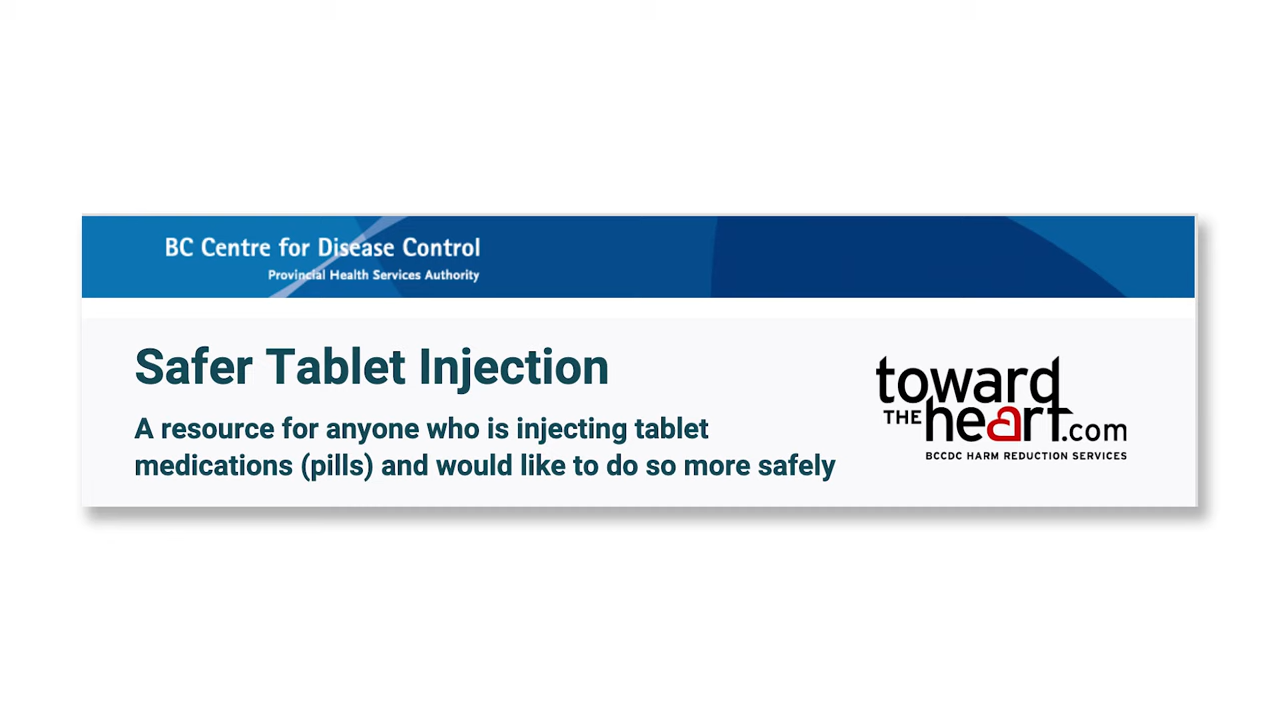 BC Centre for Disease Control
Provincial Health Services Authority
Safer Tablet Injection
A resource for anyone who is injecting tablet
medications (pills) and would like to do so more safely
toward
THE heart.com
BCCDC HARM REDUCTION SERVICES